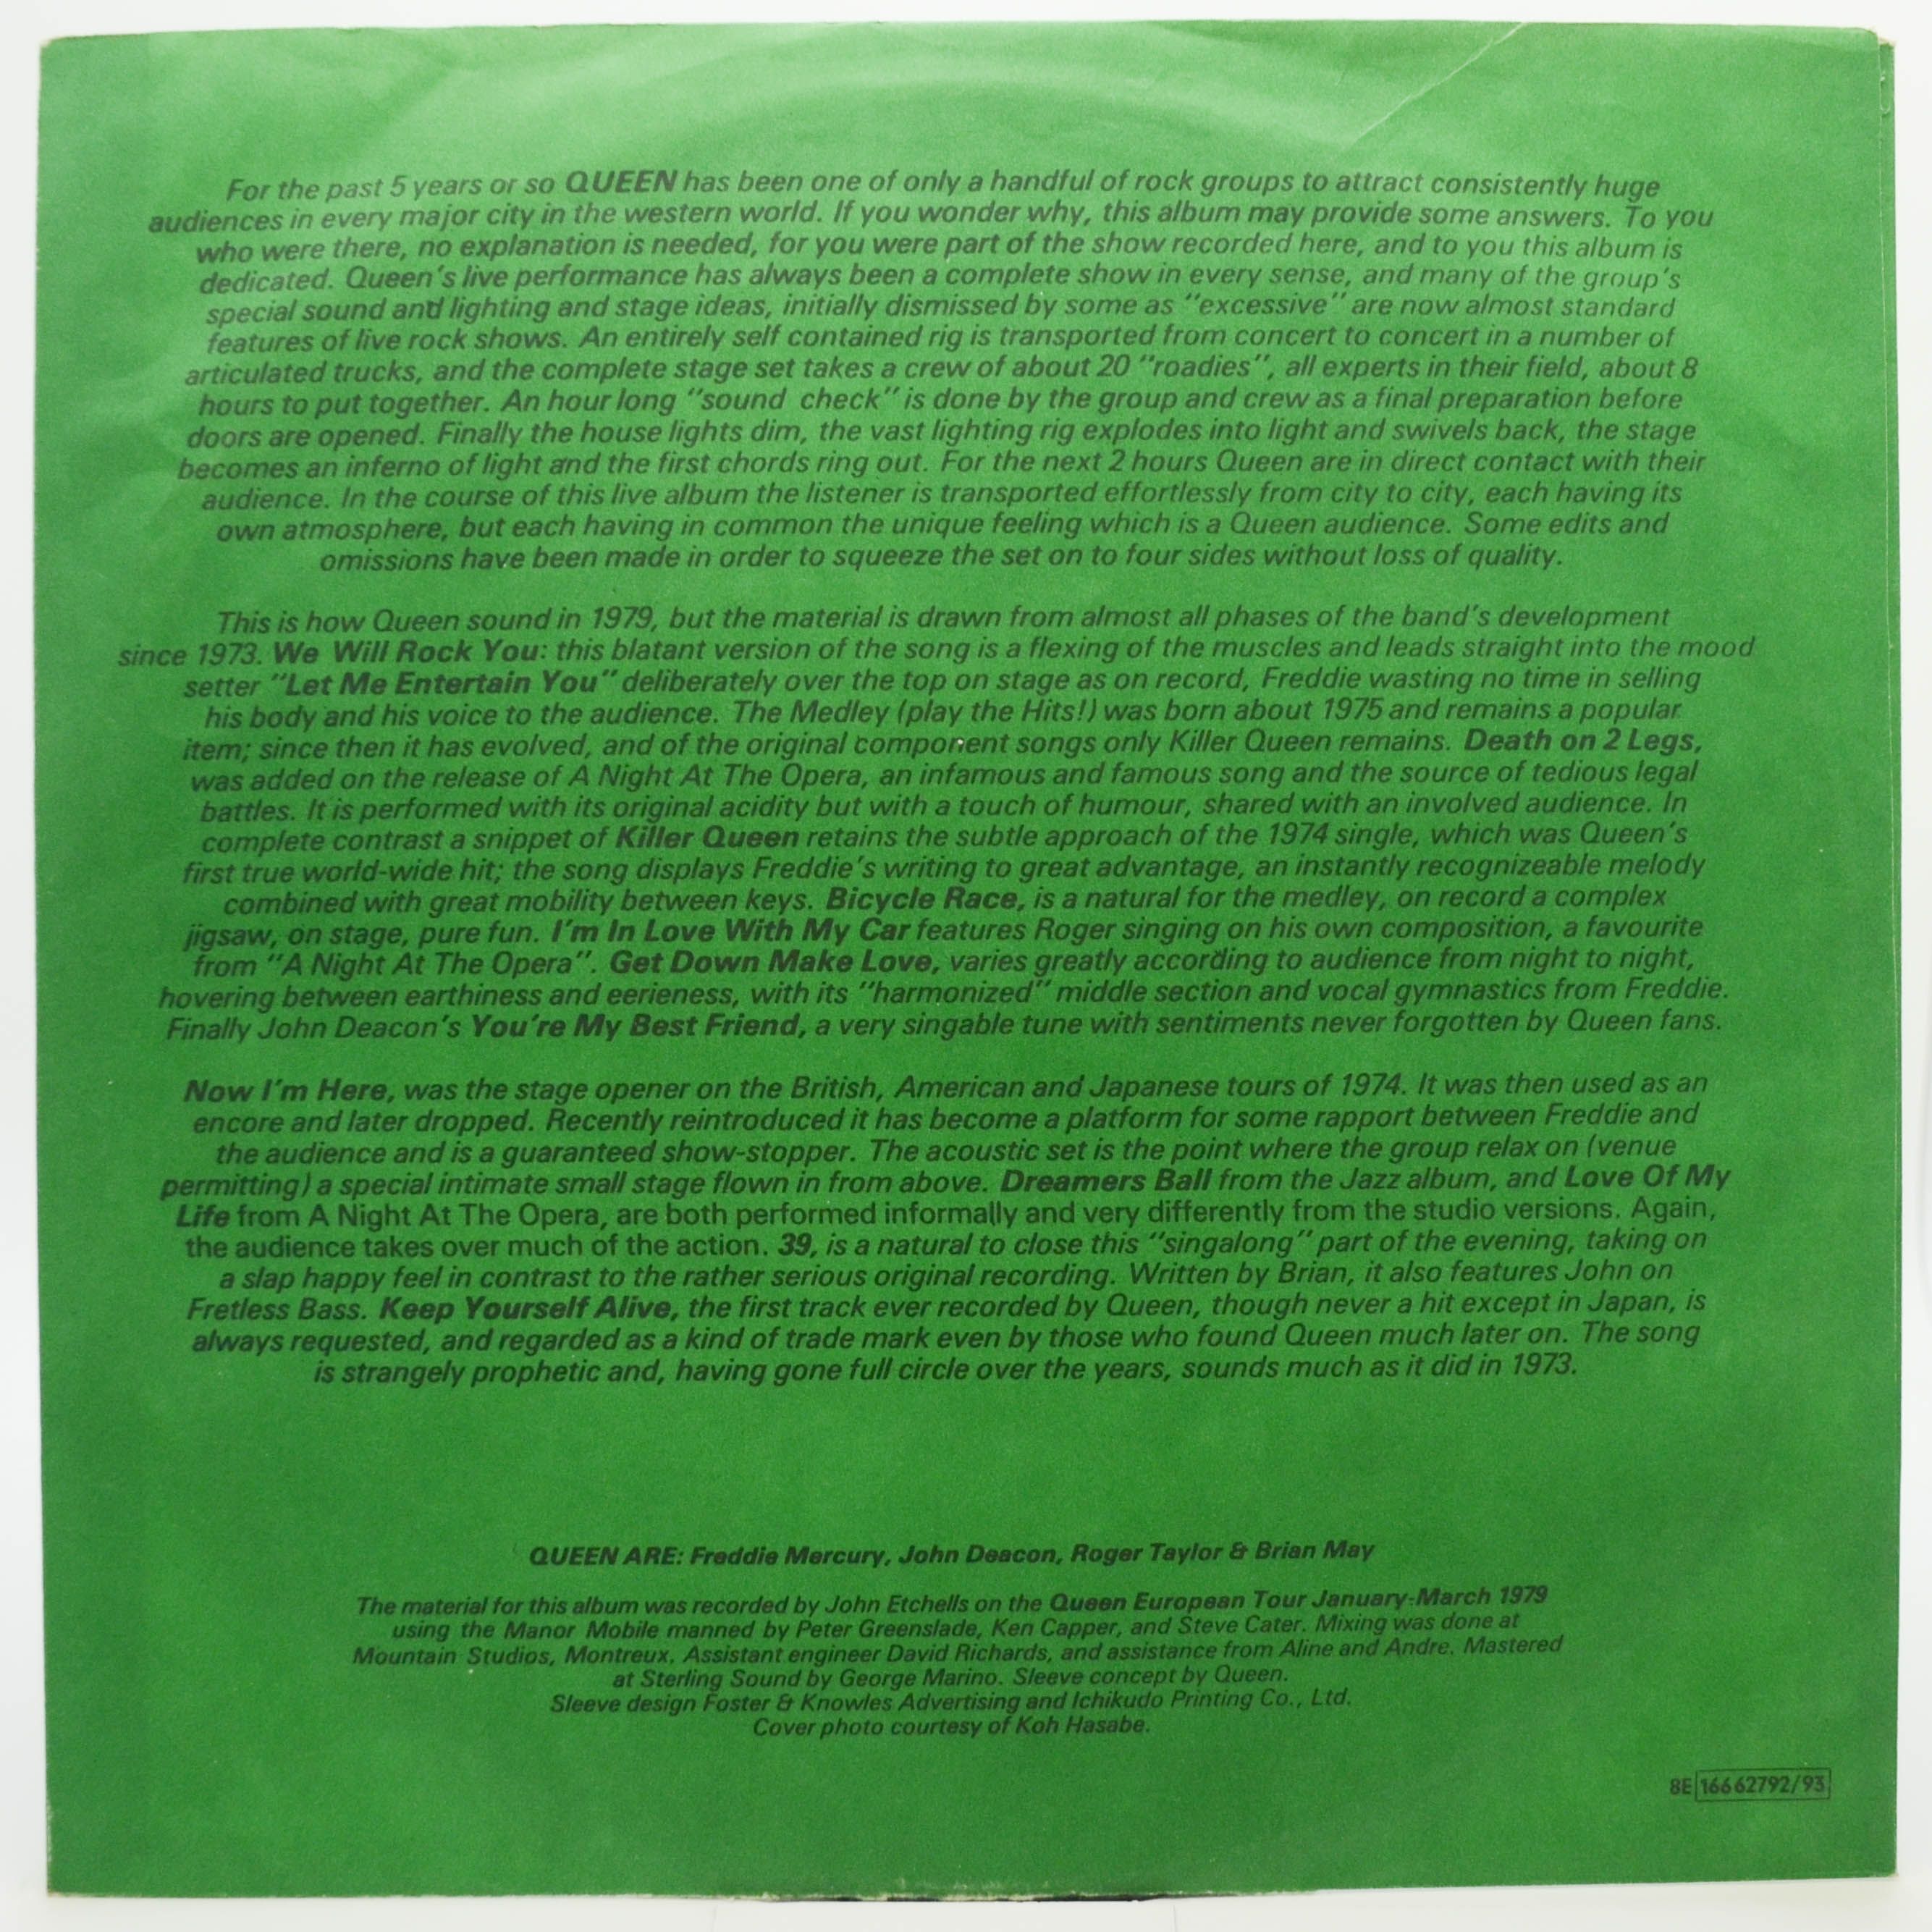 For the past 5 years or so QUEEN has been one of only a handful of rock groups to attract consistently huge
audiences in every major city in the western world. If you wonder why, this album may provide some answers. To you
who were there, no explanation is needed, for you were part of the show recorded here, and to you this album is
dedicated. Queen's live performance has always been a complete show in every sense, and many of the group's
special sound and lighting and stage ideas, initially dismissed by some as "excessive" are now almost standard
features of live rock shows. An entirely self contained rig is transported from concert to concert in a number of
articulated trucks, and the complete stage set takes a crew of about 20 "roadies", all experts in their field, about 8
hours to put together. An hour long "sound check" is done by the group and crew as a final preparation before
doors are opened. Finally the house lights dim, the vast lighting rig explodes into light and swivels back, the stage
becomes an inferno of light and the first chords ring out. For the next 2 hours Queen are in direct contact with their
audience. In the course of this live album the listener is transported effortlessly from city to city, each having its
own atmosphere, but each having in common the unique feeling which is a Queen audience. Some edits and
omissions have been made in order to squeeze the set on to four sides without loss of quality.
This is how Queen sound in 1979, but the material is drawn from almost all phases of the band's development
since 1973. We Will Rock You: this blatant version of the song is a flexing of the muscles and leads straight into the mood
setter "Let Me Entertain You" deliberately over the top on stage as on record, Freddie wasting no time in selling
his body and his voice to the audience. The Medley (play the Hits!) was born about 1975 and remains a popular
item; since then it has evolved, and of the original component songs only Killer Queen remains. Death on 2 Legs,
was added on the release of A Night At The Opera, an infamous and famous song and the source of tedious legal
battles. It is performed with its original acidity but with a touch of humour, shared with an involved audience. In
complete contrast a snippet of Killer Queen retains the subtle approach of the 1974 single, which was Queen's
first true world-wide hit; the song displays Freddie's writing to great advantage, an instantly recognizeable melody
combined with great mobility between keys. Bicycle Race, is a natural for the medley, on record a complex
jigsaw, on stage, pure fun. I'm In Love With My Car features Roger singing on his own composition, a favourite
from "A Night At The Opera". Get Down Make Love, varies greatly according to audience from night to night,
hovering between earthiness and eerieness, with its "harmonized" middle section and vocal gymnastics from Freddie.
Finally John Deacon's You're My Best Friend, a very singable tune with sentiments never forgotten by Queen fans.
Now I'm Here, was the stage opener on the British, American and Japanese tours of 1974. It was then used as an
encore and later dropped. Recently reintroduced it has become a platform for some rapport between Freddie and
the audience and is a guaranteed show-stopper. The acoustic set is the point where the group relax on (venue
permitting) a special intimate small stage flown in from above. Dreamers Ball from the Jazz album, and Love Of My
Life from A Night At The Opera, are both performed informally and very differently from the studio versions. Again,
the audience takes over much of the action. 39, is a natural to close this "singalong" part of the evening, taking on
a slap happy feel in contrast to the rather serious original recording. Written by Brian, it also features John on
Fretless Bass. Keep Yourself Alive, the first track ever recorded by Queen, though never a hit except in Japan, is
always requested, and regarded as a kind of trade mark even by those who found Queen much later on. The song
is strangely prophetic and, having gone full circle over the years, sounds much as it did in 1973.
QUEEN ARE: Freddie Mercury, John Deacon, Roger Taylor & Brian May
The material for this album was recorded by John Etchells on the Queen European Tour January-March 1979
using the Manor Mobile manned by Peter Greenslade, Ken Capper, and Steve Cater. Mixing was done at
Mountain Studios, Montreux. Assistant engineer David Richards, and assistance from Aline and Andre. Mastered
at Sterling Sound by George Marino. Sleeve concept by Queen.
Sleeve design Foster & Knowles Advertising and Ichikudo Printing Co., Ltd.
Cover photo courtesy of Koh Hasabe.
8E 166 62792/93